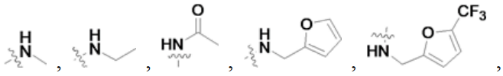 H
N , H
N , O
HN , H
N O , HN O CF₃ ,